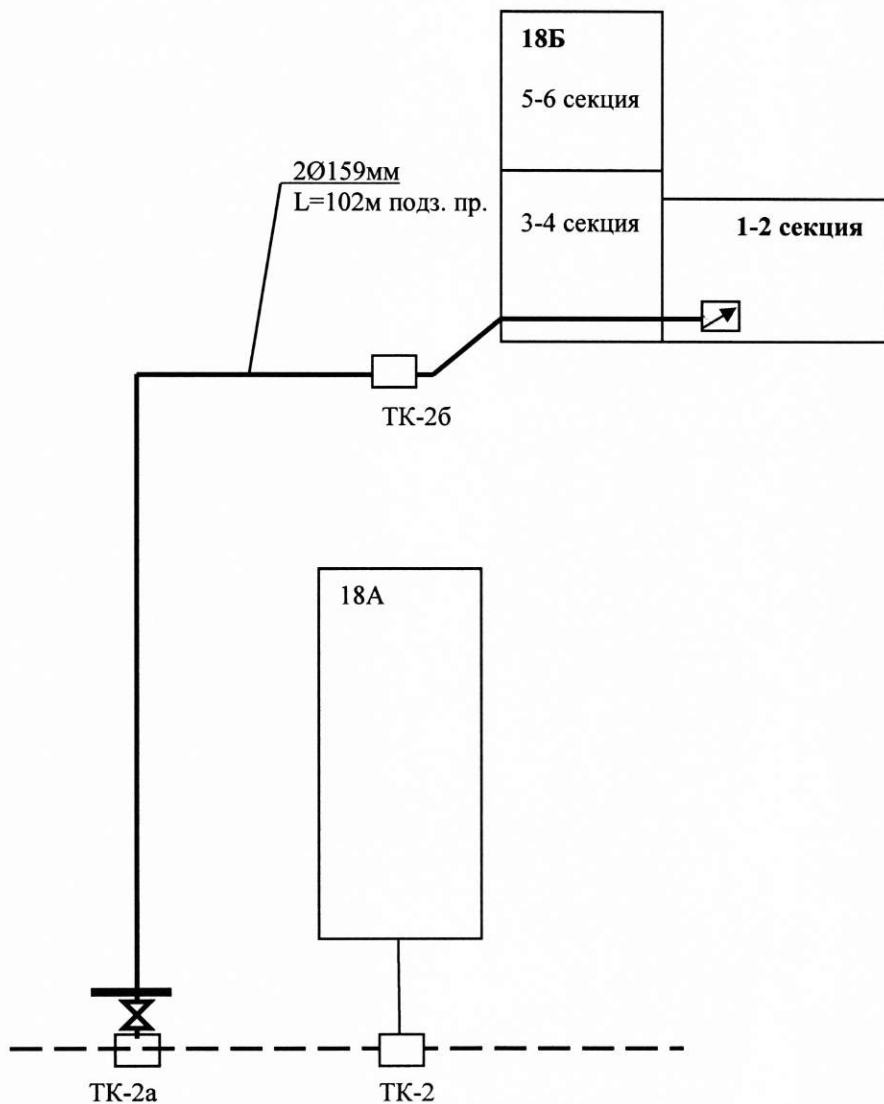 18Б
5-6 секция
2Ø159мм
L=102м подз. пр.
3-4 секция
1-2 секция
ТК-2б
18А
ТК-2а
ТК-2